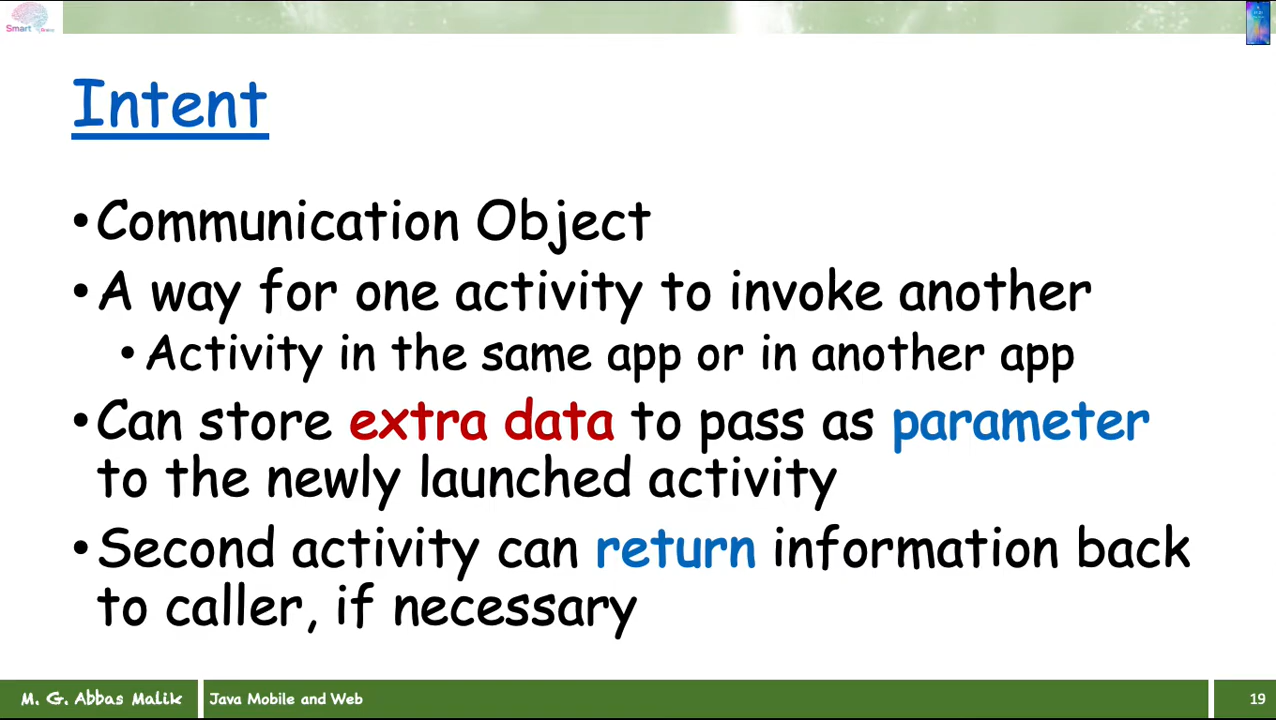 Smart Brains
Intent
•Communication Object
•A way for one activity to invoke another
•Activity in the same app or in another app
•Can store extra data to pass as parameter
to the newly launched activity
•Second activity can return information back
to caller, if necessary
M. G. Abbas Malik
Java Mobile and Web
19